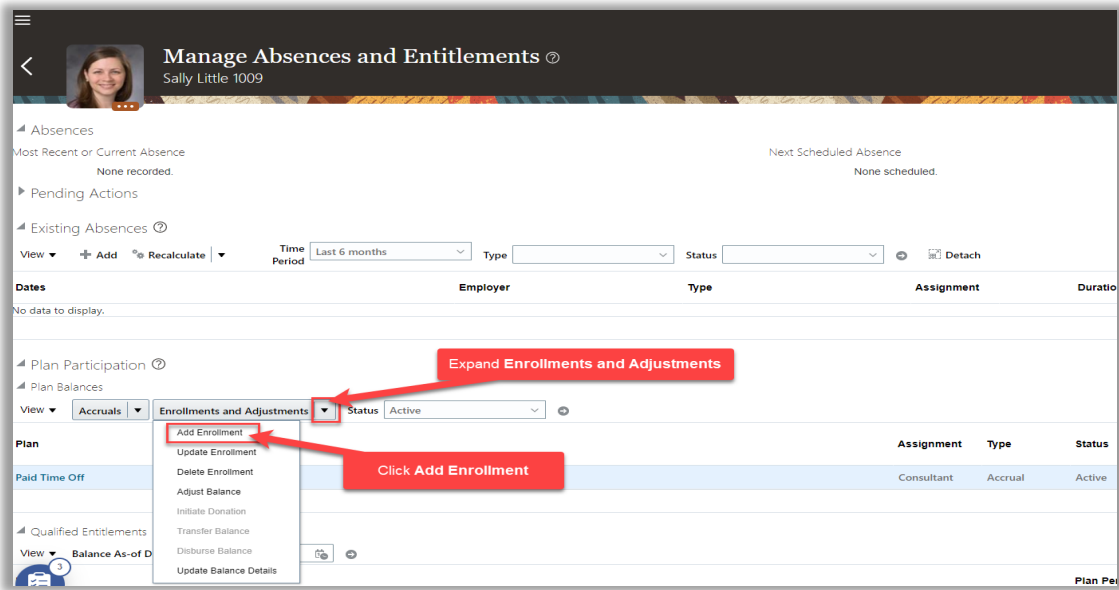 Manage Absences and Entitlements
Sally Little 1009
Absences
Most Recent or Current Absence Next Scheduled Absence
None recorded. None scheduled.
Pending Actions
Existing Absences
View Add Recalculate Time Period Last 6 months Type Status Detach
Dates Employer Type Assignment Duratio
No data to display.
Plan Participation
Expand Enrollments and Adjustments
Plan Balances
View Accruals Enrollments and Adjustments Status Active
Add Enrollment
Plan Assignment Type Status
Update Enrollment
Click Add Enrollment
Delete Enrollment
Paid Time Off Consultant Accrual Active
Adjust Balance
Initiate Donation
Qualified Entitlements
Transfer Balance
View Balance As-of D
Disburse Balance
3
Update Balance Details
Plan Per